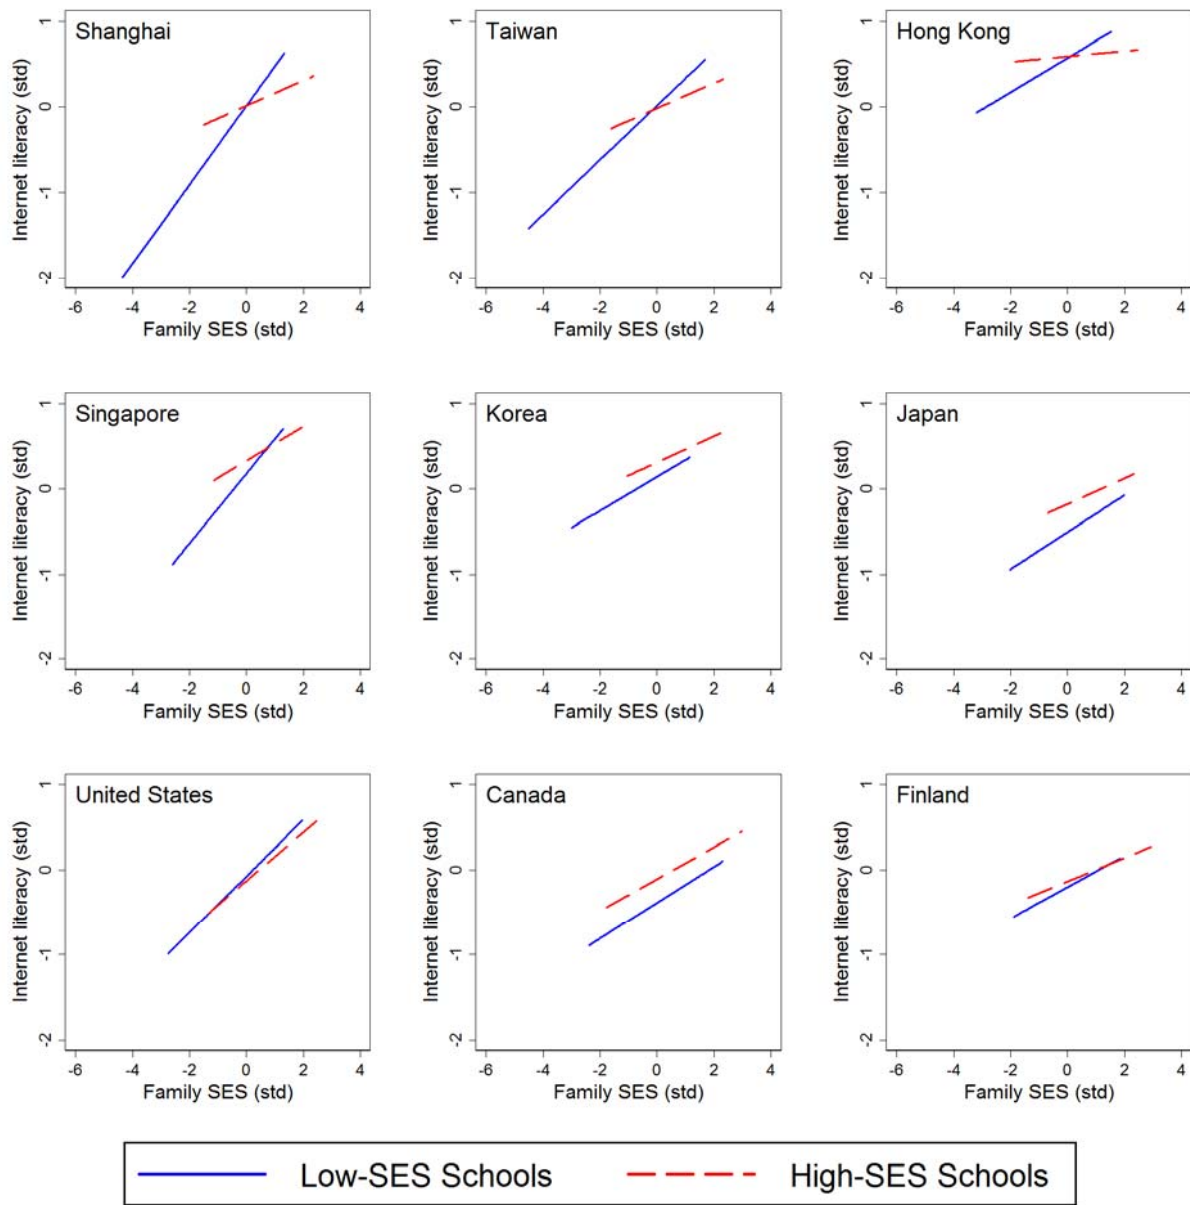 Shanghai
1
0
-1
-2
Internet literacy (std)
-6 -4 -2 0 2 4
Family SES (std)
Taiwan
1
0
-1
-2
Internet literacy (std)
-6 -4 -2 0 2 4
Family SES (std)
Hong Kong
1
0
-1
-2
Internet literacy (std)
-6 -4 -2 0 2 4
Family SES (std)
Singapore
1
0
-1
-2
Internet literacy (std)
-6 -4 -2 0 2 4
Family SES (std)
Korea
1
0
-1
-2
Internet literacy (std)
-6 -4 -2 0 2 4
Family SES (std)
Japan
1
0
-1
-2
Internet literacy (std)
-6 -4 -2 0 2 4
Family SES (std)
United States
1
0
-1
-2
Internet literacy (std)
-6 -4 -2 0 2 4
Family SES (std)
Canada
1
0
-1
-2
Internet literacy (std)
-6 -4 -2 0 2 4
Family SES (std)
Finland
1
0
-1
-2
Internet literacy (std)
-6 -4 -2 0 2 4
Family SES (std)
Low-SES Schools
High-SES Schools